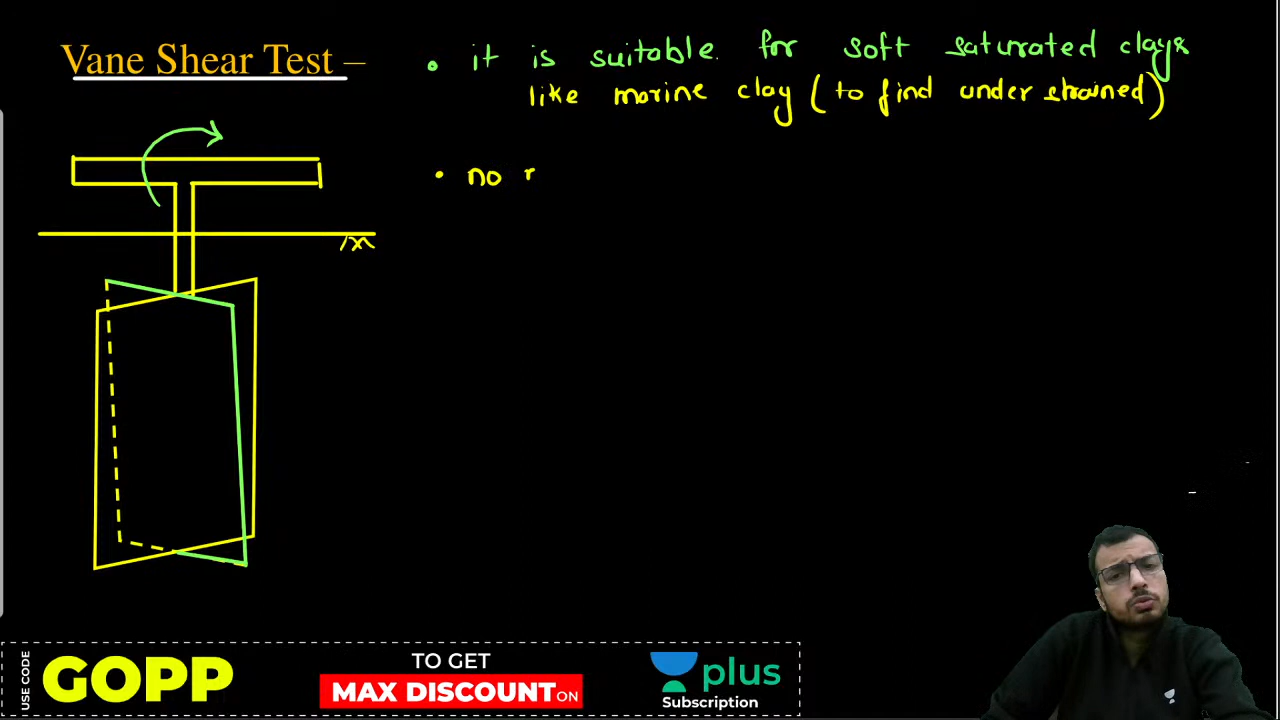 Vane Shear Test –
• it is suitable for soft saturated clays
like marine clay (to find under strained)
• no r
USE CODE
GOPP
TO GET
MAX DISCOUNT ON
plus
Subscription